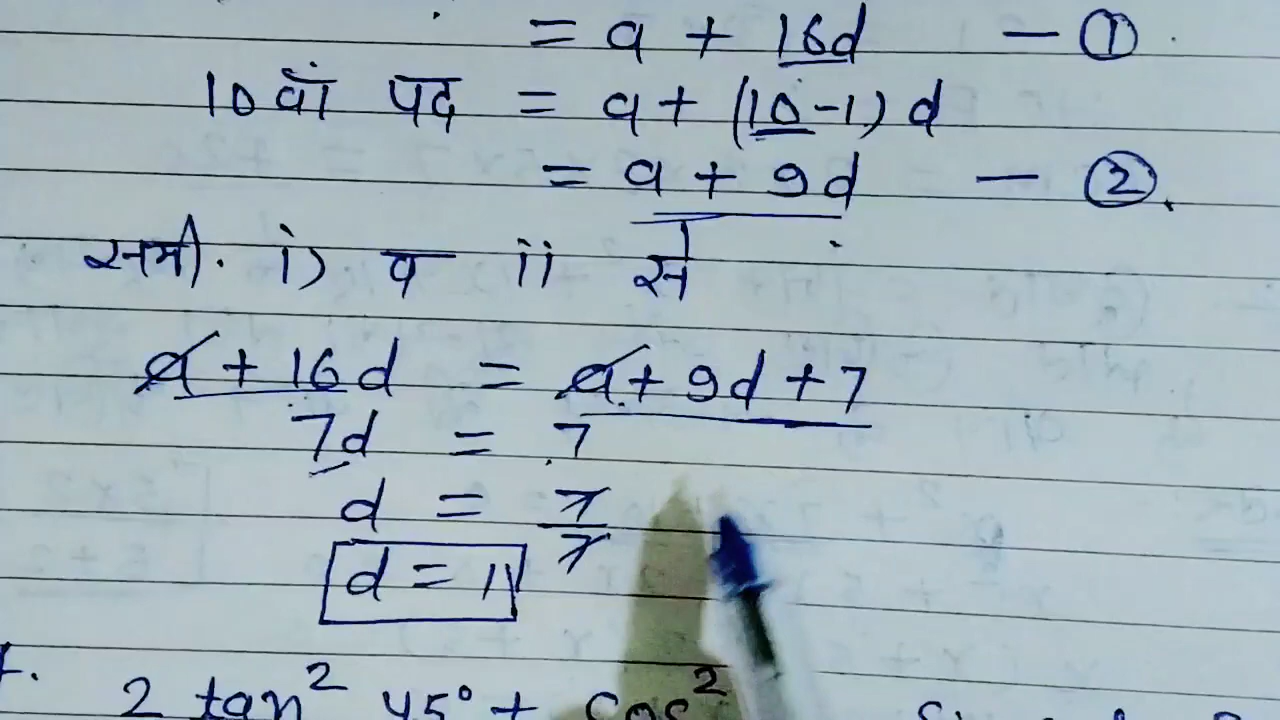 = a + 16d — ①
10वाँ पद = a + (10-1) d
= a + 9d — ②.
समी. i) व ii से
a + 16d = a + 9d + 7
7d = 7
d = 7/7
d = 1
2 tan² 45° + cos²